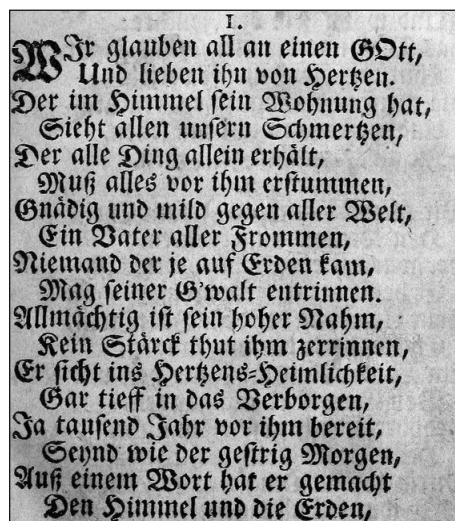 1.
WIr glauben all an einen GOtt,
Und lieben ihn von Hertzen.
Der im Himmel sein Wohnung hat,
Sieht allen unsern Schmertzen,
Der alle Ding allein erhält,
Muß alles vor ihm erstummen,
Gnädig und mild gegen aller Welt,
Ein Vater aller Frommen,
Niemand der je auf Erden kam,
Mag seiner G'walt entrinnen.
Allmächtig ist sein hoher Nahm,
Kein Stärck thut ihm zerrinnen,
Er sicht ins Hertzens-Heimlichkeit,
Gar tieff in das Verborgen,
Ja tausend Jahr vor ihm bereit,
Seynd wie der gestrig Morgen,
Auß einem Wort hat er gemacht
Den Himmel und die Erden,